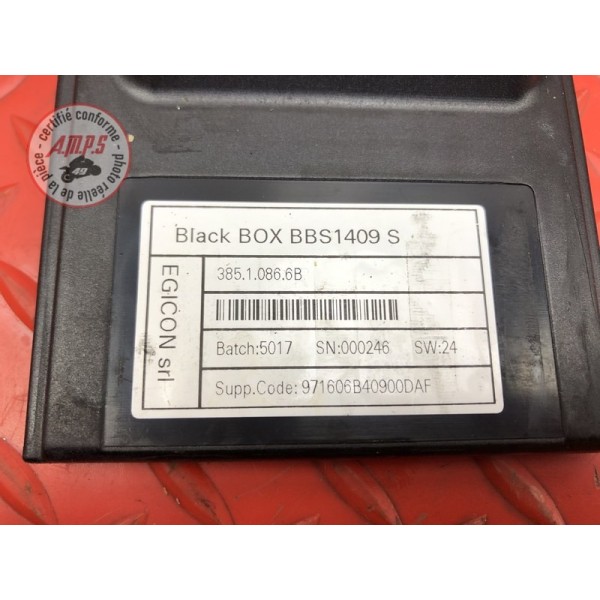 certifié conforme
A.M.P.S
49
photo réelle de la pièce
Black BOX BBS1409 S
EGICON srl
385.1.086.6B
Batch:5017 SN:000246 SW:24
Supp.Code: 971606B40900DAF